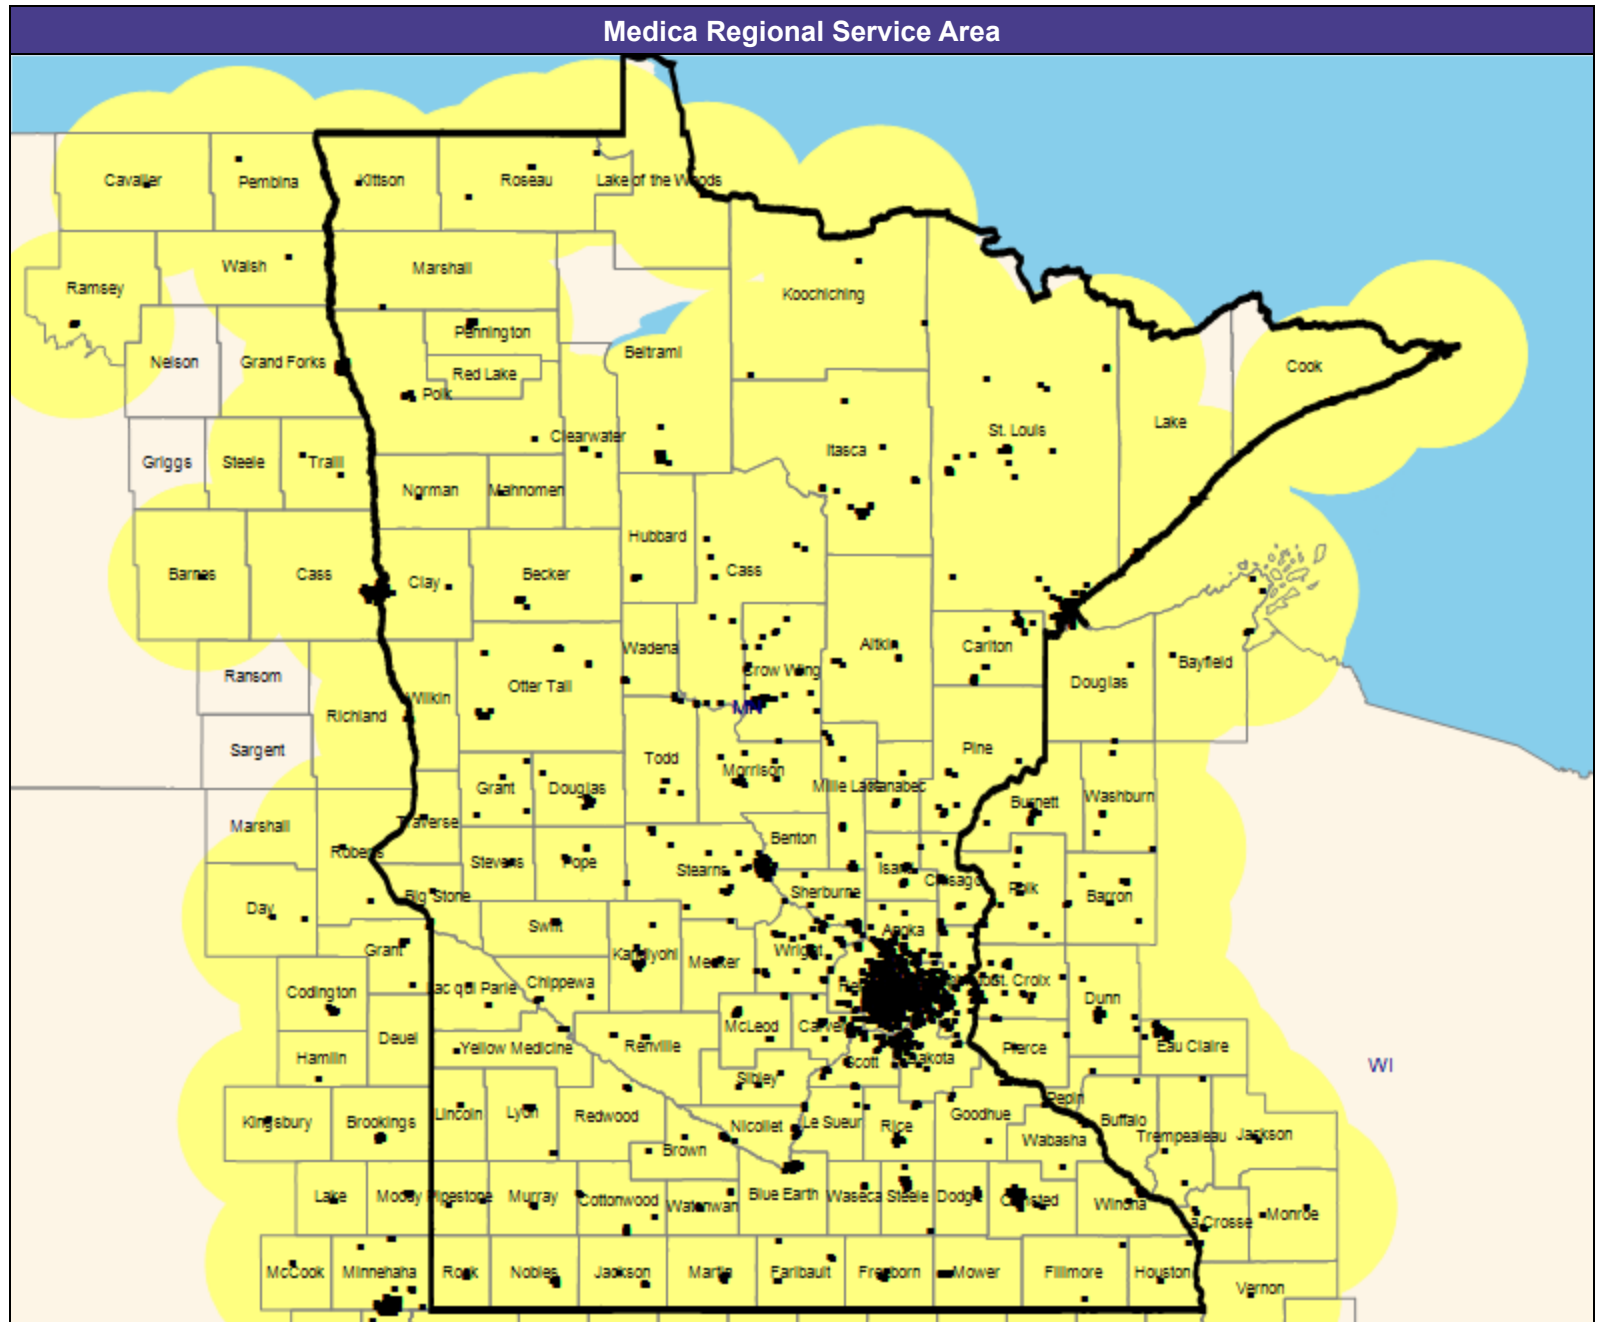 Medica Regional Service Area
Cavalier
Pembina
Kittson
Roseau
Lake of the Woods
Walsh
Marshall
Ramsey
Koochiching
Pennington
Nelson
Grand Forks
Beltrami
Red Lake
Cook
Polk
Lake
Clearwater
St. Louis
Itasca
Griggs
Steele
Traill
Norman
Mahnomen
Hubbard
Cass
Barnes
Cass
Clay
Becker
Aitkin
Carlton
Wadena
Crow Wing
Bayfield
Ransom
Otter Tail
Douglas
Wilkin
MN
Richland
Sargent
Pine
Todd
Morrison
Grant
Douglas
Mille Lacs
Kanabec
Burnett
Washburn
Marshall
Traverse
Benton
Roberts
Stevens
Pope
Stearns
Isanti
Chisago
Polk
Barron
Big Stone
Sherburne
Day
Swift
Anoka
Grant
Kandiyohi
Meeker
Wright
Codington
Lac qui Parle
Chippewa
St. Croix
Dunn
McLeod
Carver
Deuel
Hamlin
Yellow Medicine
Renville
Scott
Dakota
Pierce
Eau Claire
WI
Sibley
Pepin
Kingsbury
Brookings
Lincoln
Lyon
Redwood
Nicollet
Le Sueur
Rice
Goodhue
Buffalo
Wabasha
Trempealeau
Jackson
Brown
Lake
Moody
Pipestone
Murray
Cottonwood
Watonwan
Blue Earth
Waseca
Steele
Dodge
Olmsted
Winona
La Crosse
Monroe
McCook
Minnehaha
Rock
Nobles
Jackson
Martin
Faribault
Freeborn
Mower
Fillmore
Houston
Vernon